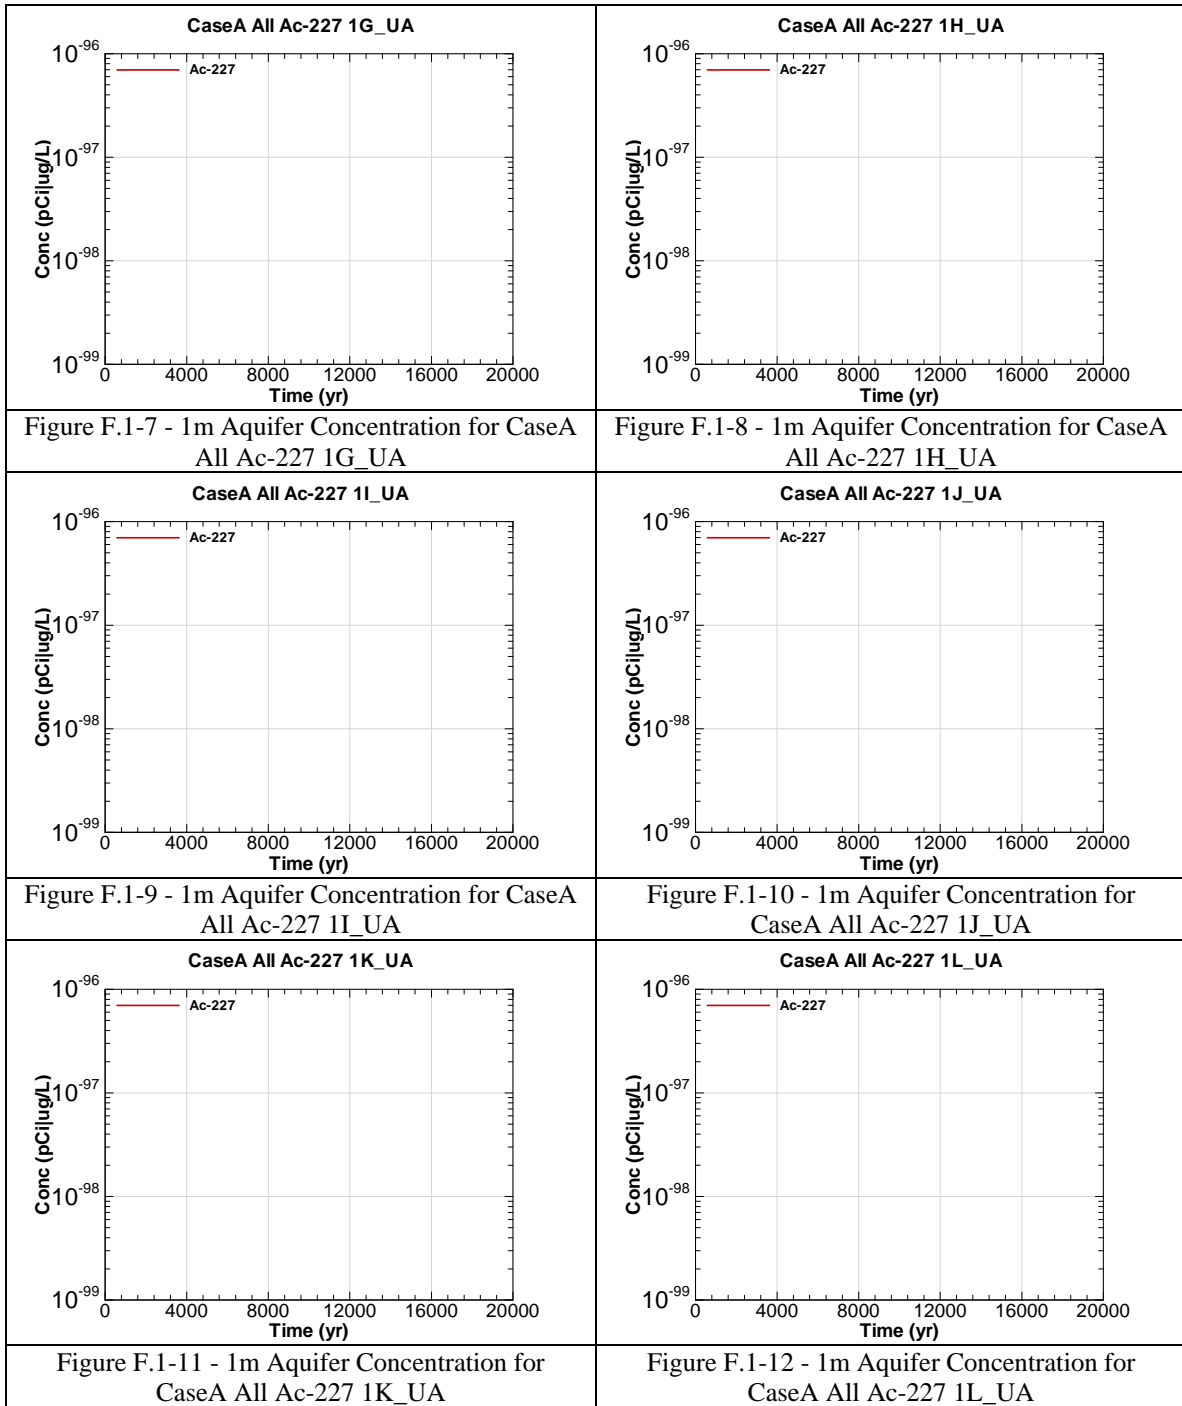 CaseA All Ac-227 1G_UA
Ac-227
10-96
10-97
10-98
10-99
Conc (pCi|ug/L)
0 4000 8000 12000 16000 20000
Time (yr)
Figure F.1-7 - 1m Aquifer Concentration for CaseA
All Ac-227 1G_UA
CaseA All Ac-227 1H_UA
Ac-227
10-96
10-97
10-98
10-99
Conc (pCi|ug/L)
0 4000 8000 12000 16000 20000
Time (yr)
Figure F.1-8 - 1m Aquifer Concentration for CaseA
All Ac-227 1H_UA
CaseA All Ac-227 1I_UA
Ac-227
10-96
10-97
10-98
10-99
Conc (pCi|ug/L)
0 4000 8000 12000 16000 20000
Time (yr)
Figure F.1-9 - 1m Aquifer Concentration for CaseA
All Ac-227 1I_UA
CaseA All Ac-227 1J_UA
Ac-227
10-96
10-97
10-98
10-99
Conc (pCi|ug/L)
0 4000 8000 12000 16000 20000
Time (yr)
Figure F.1-10 - 1m Aquifer Concentration for
CaseA All Ac-227 1J_UA
CaseA All Ac-227 1K_UA
Ac-227
10-96
10-97
10-98
10-99
Conc (pCi|ug/L)
0 4000 8000 12000 16000 20000
Time (yr)
Figure F.1-11 - 1m Aquifer Concentration for
CaseA All Ac-227 1K_UA
CaseA All Ac-227 1L_UA
Ac-227
10-96
10-97
10-98
10-99
Conc (pCi|ug/L)
0 4000 8000 12000 16000 20000
Time (yr)
Figure F.1-12 - 1m Aquifer Concentration for
CaseA All Ac-227 1L_UA